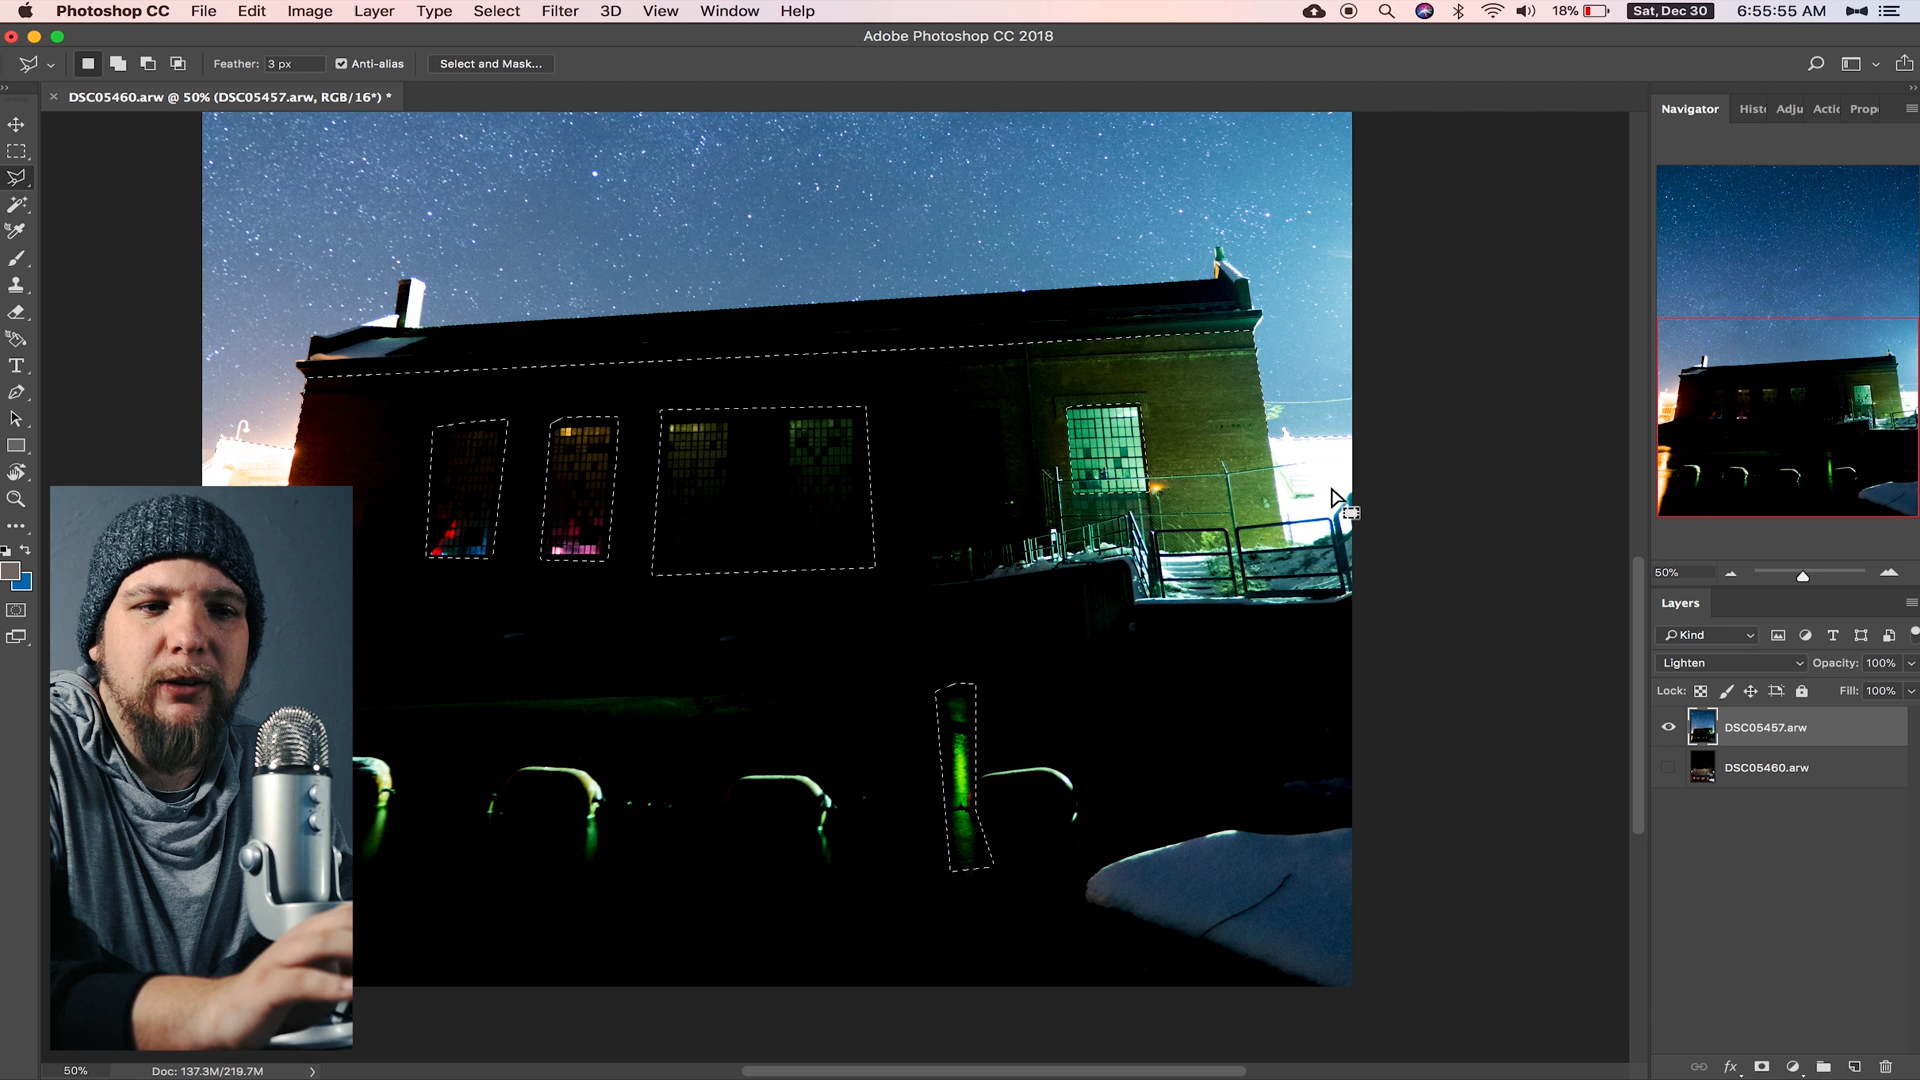 Photoshop CC File Edit Image Layer Type Select Filter 3D View Window Help 18% Sat, Dec 30 6:55:55 AM
Adobe Photoshop CC 2018
Feather: 3 px Anti-alias Select and Mask...
DSC05460.arw @ 50% (DSC05457.arw, RGB/16*) *
Navigator Histo Adju Actio Prop
50%
Layers
Kind
Lighten Opacity: 100%
Lock: Fill: 100%
DSC05457.arw
DSC05460.arw
fx
50% Doc: 137.3M/219.7M